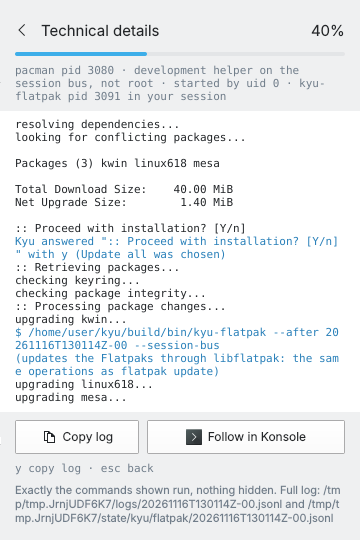 Technical details
40%
pacman pid 3080 · development helper on the
session bus, not root · started by uid 0 · kyu-
flatpak pid 3091 in your session
resolving dependencies...
looking for conflicting packages...
Packages (3) kwin linux618 mesa
Total Download Size:    40.00 MiB
Net Upgrade Size:        1.40 MiB
:: Proceed with installation? [Y/n]
Kyu answered ":: Proceed with installation? [Y/n]
" with y (Update all was chosen)
:: Retrieving packages...
checking keyring...
checking package integrity...
:: Processing package changes...
upgrading kwin...
$ /home/user/kyu/build/bin/kyu-flatpak --after 20
261116T130114Z-00 --session-bus
(updates the Flatpaks through libflatpak: the sam
e operations as flatpak update)
upgrading linux618...
upgrading mesa...
Copy log
Follow in Konsole
y copy log · esc back
Exactly the commands shown run, nothing hidden. Full log: /tm
p/tmp.JrnjUDF6K7/logs/20261116T130114Z-00.jsonl and /tmp/t
mp.JrnjUDF6K7/state/kyu/flatpak/20261116T130114Z-00.jsonl